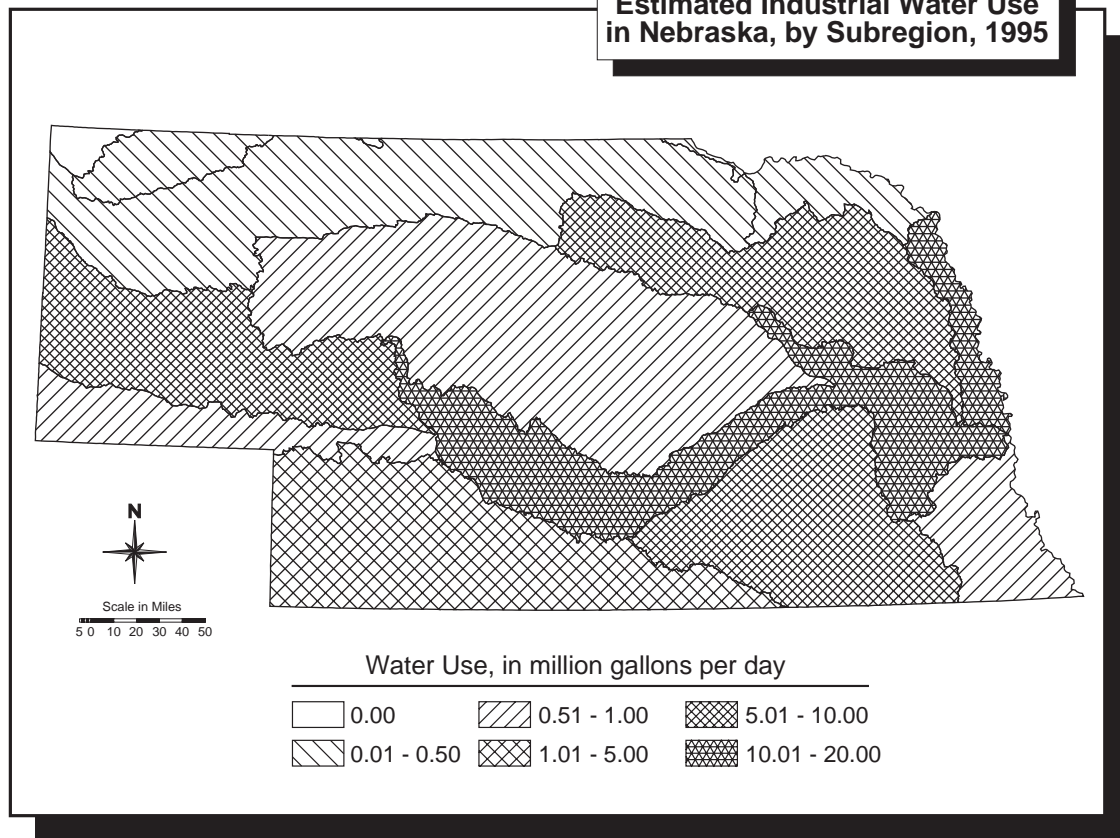 Estimated Industrial Water Use
in Nebraska, by Subregion, 1995
N
Scale in Miles
5 0 10 20 30 40 50
Water Use, in million gallons per day
0.00 0.51 - 1.00 5.01 - 10.00
0.01 - 0.50 1.01 - 5.00 10.01 - 20.00